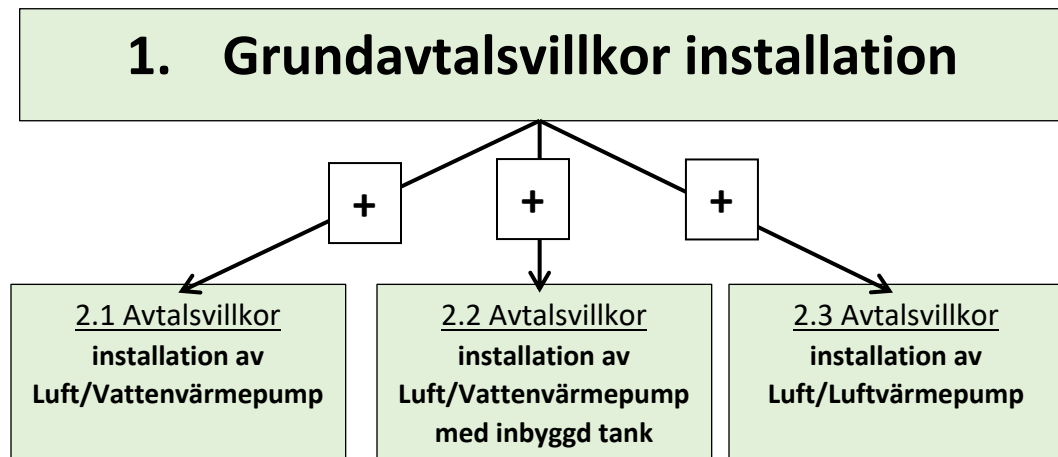 1. Grundavtalsvillkor installation
+
+
+
2.1 Avtalsvillkor
installation av
Luft/Vattenvärmepump
2.2 Avtalsvillkor
installation av
Luft/Vattenvärmepump
med inbyggd tank
2.3 Avtalsvillkor
installation av
Luft/Luftvärmepump